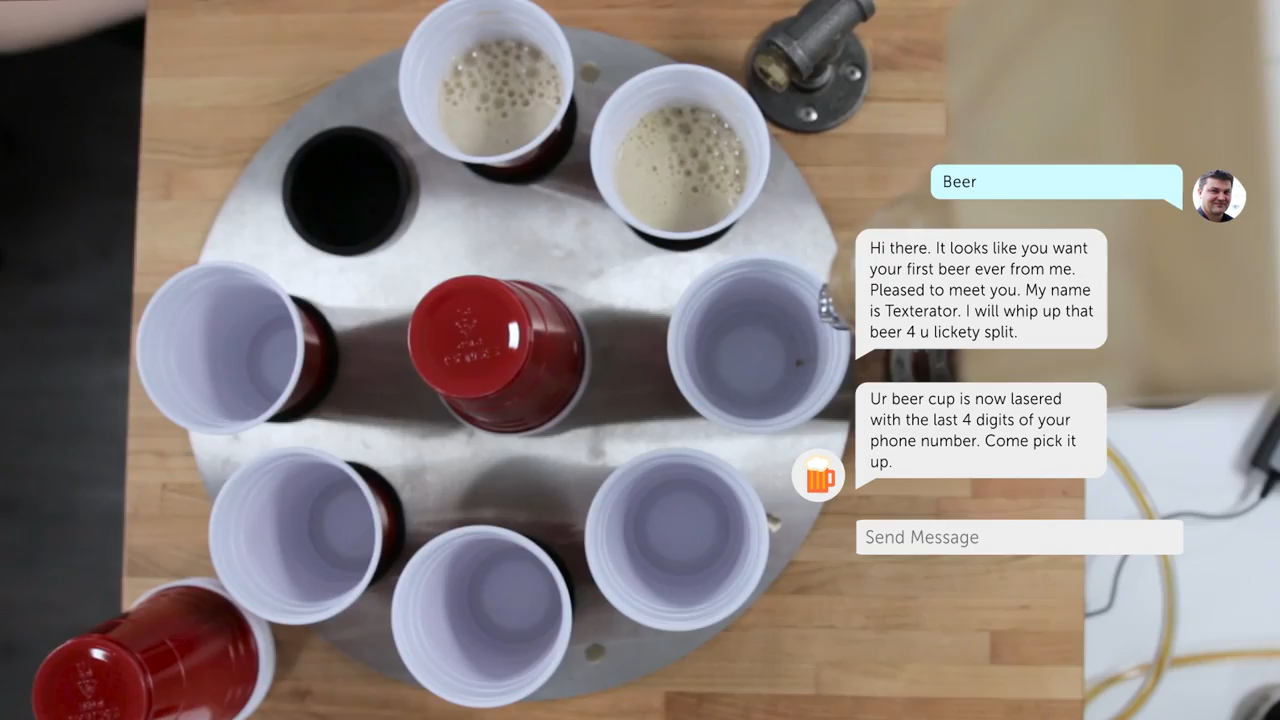 Beer
Hi there. It looks like you want
your first beer ever from me.
Pleased to meet you. My name
is Texterator. I will whip up that
beer 4 u lickety split.
Ur beer cup is now lasered
with the last 4 digits of your
phone number. Come pick it
up.
Send Message